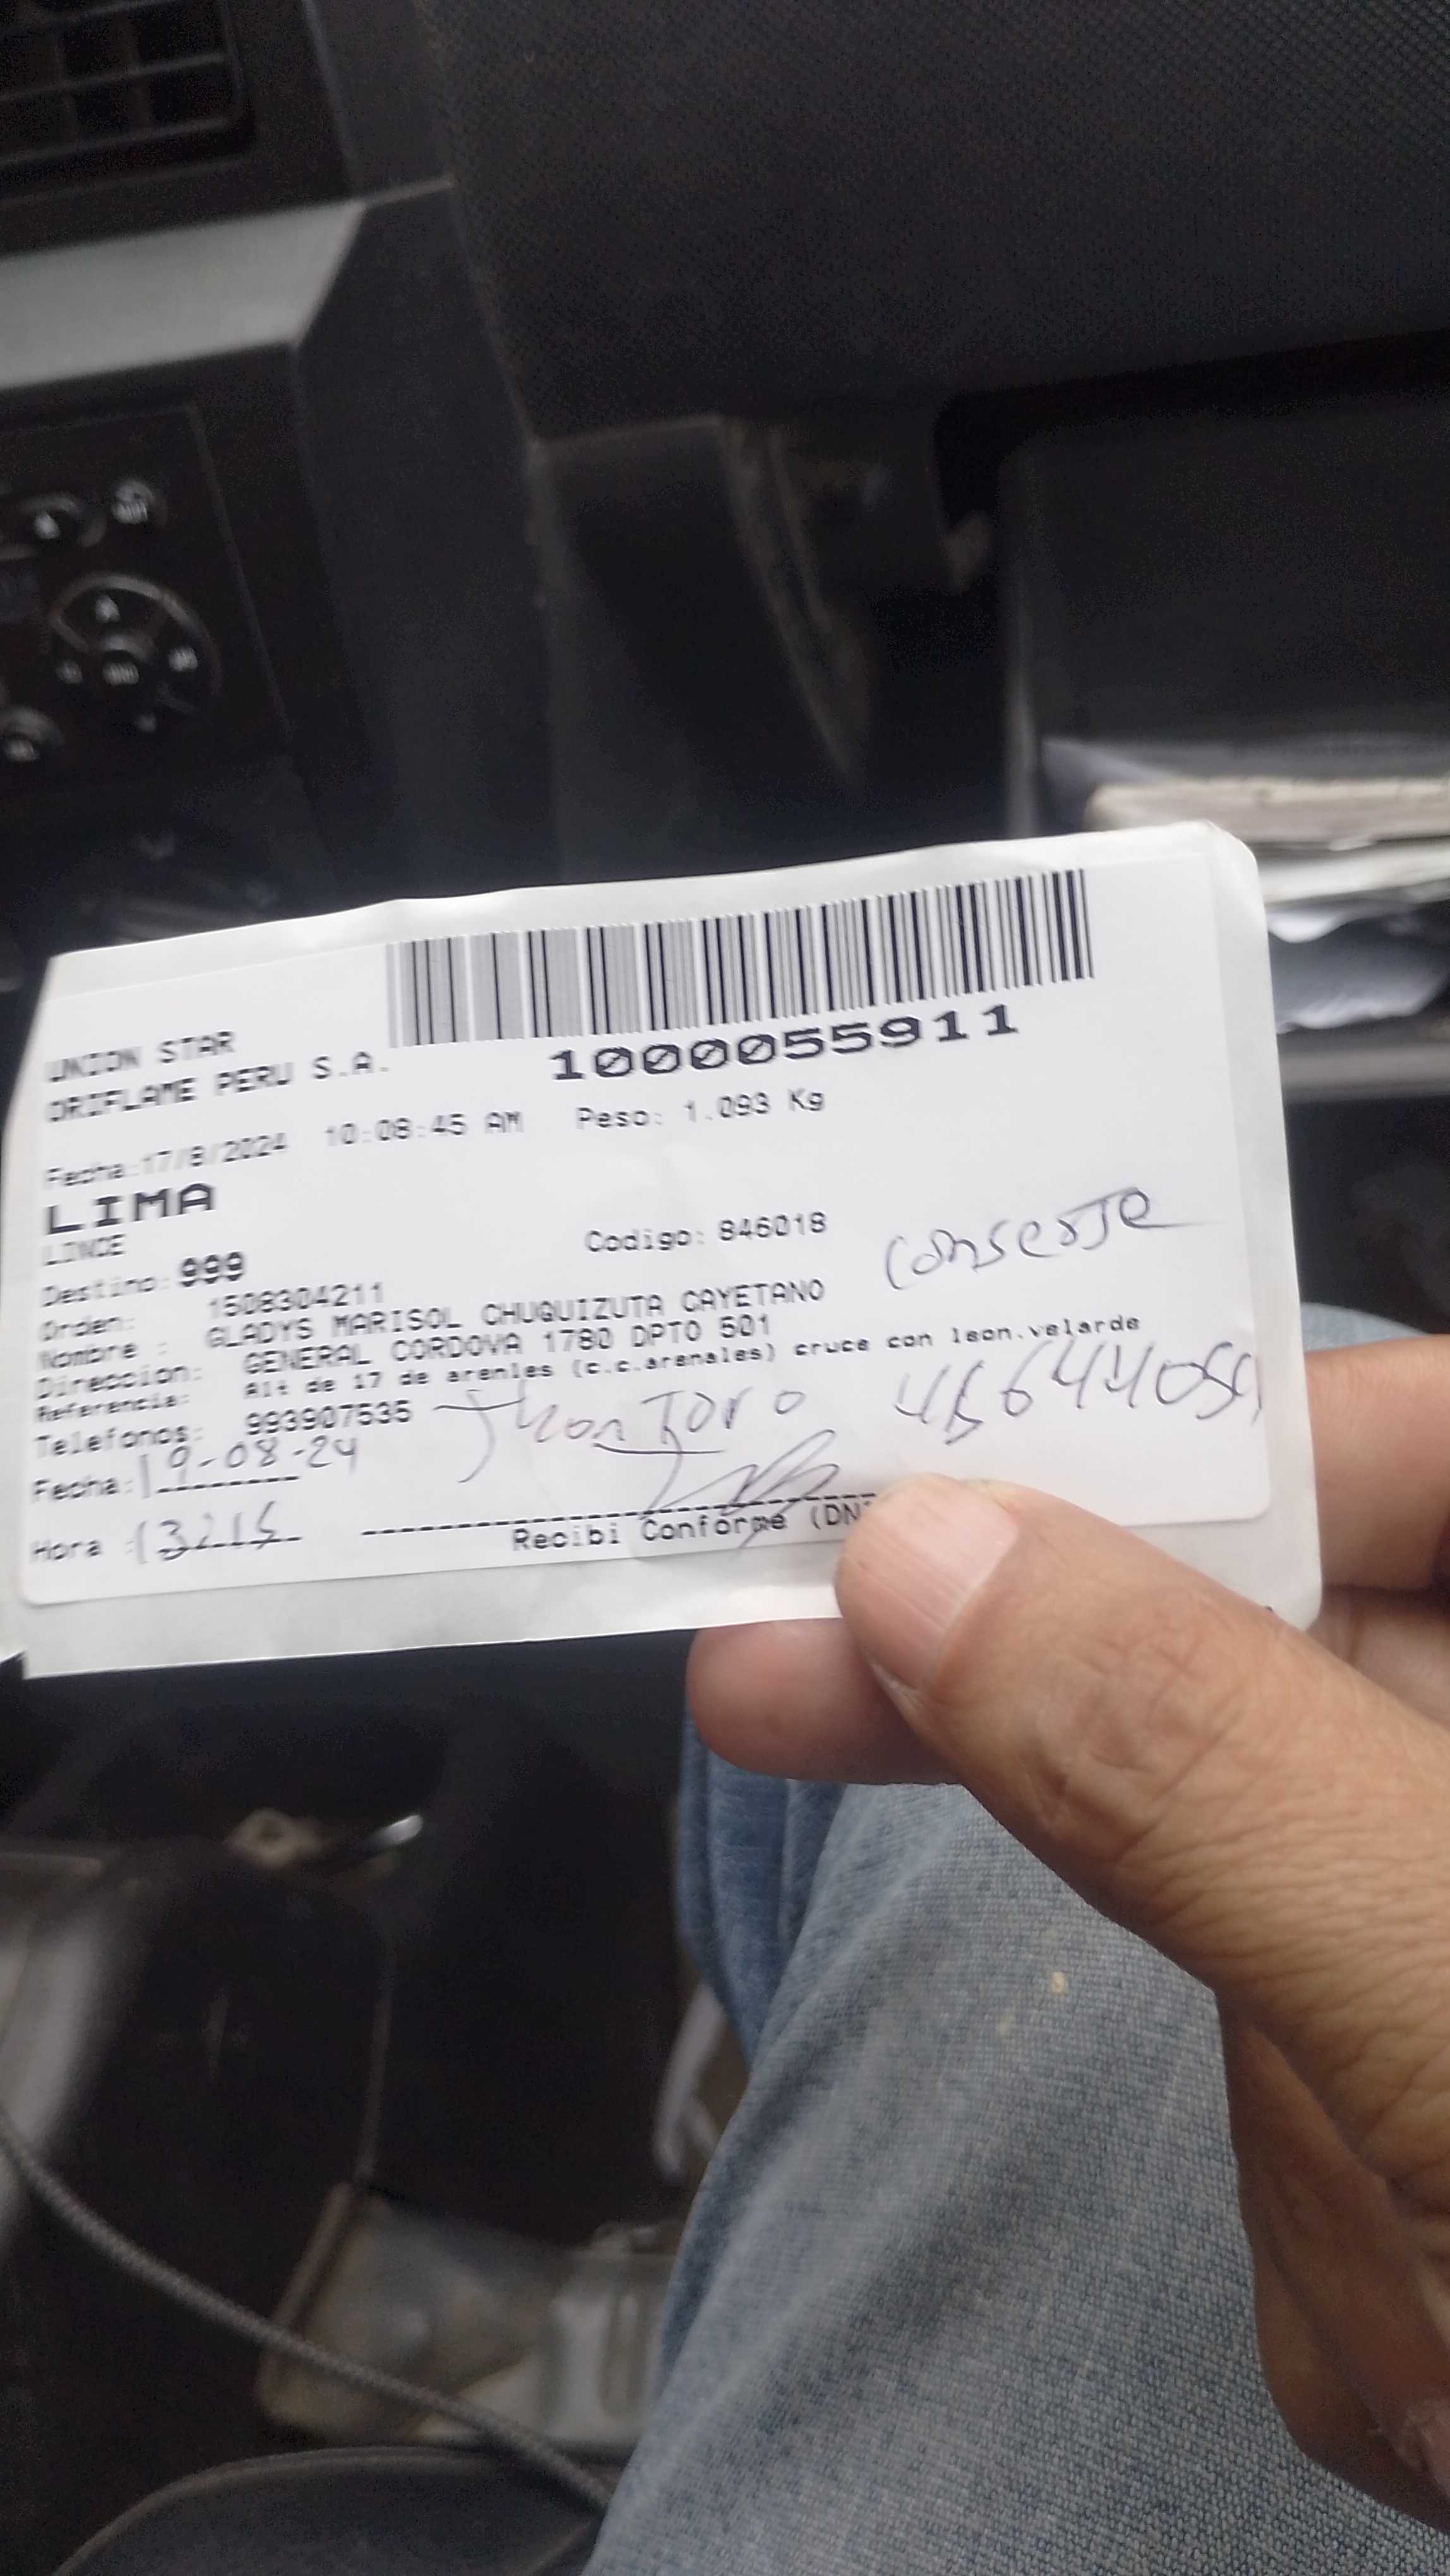 UNION STAR
ORIFLAME PERU S.A.
1000055911
Fecha:17/8/2024 10:08:45 AM Peso: 1.093 Kg
LIMA
LINCE
Codigo: 846018
conserje
Destino: 999
Orden: 1508304211
Nombre : GLADYS MARISOL CHUQUIZUTA CAYETANO
Direccion: GENERAL CORDOVA 1780 DPTO 501
Referencia: Alt de 17 de arenles (c.c.arenales) cruce con leon.velarde
Telefonos: 993907535
Jhon Toro
Fecha: 19-08-24
Hora : 13:15
Recibi Conforme (DN